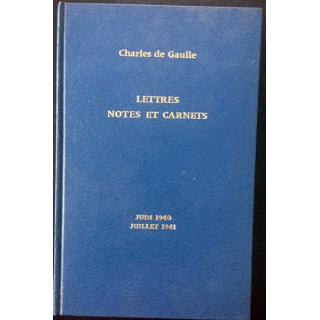 Charles de Gaulle
LETTRES
NOTES ET CARNETS
JUIN 1940
JUILLET 1941